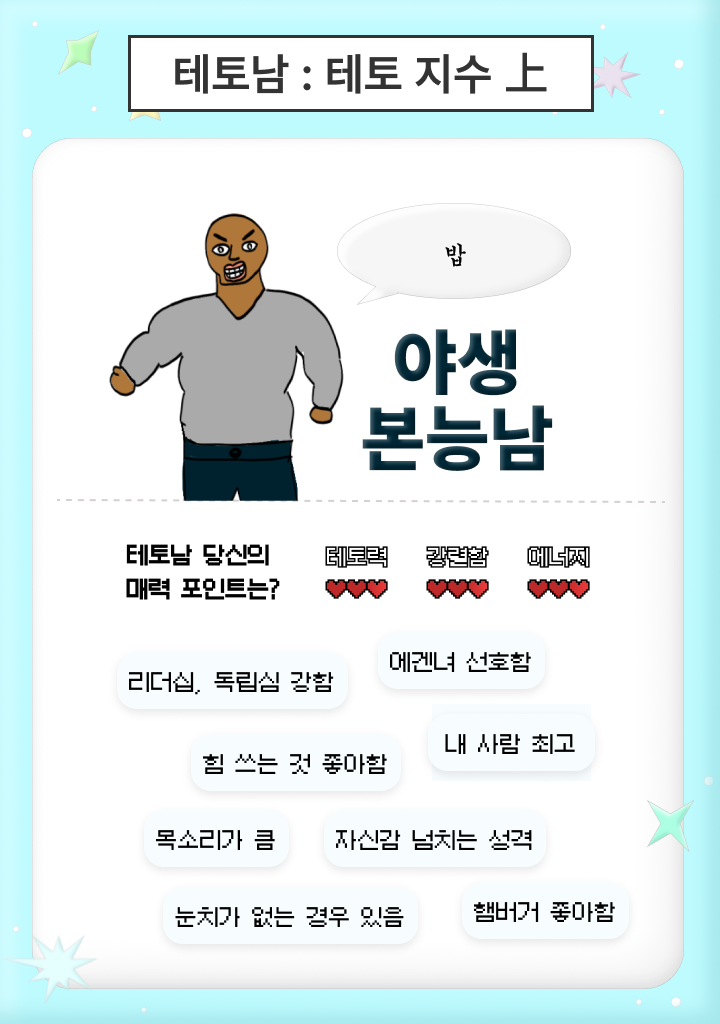 테토남 : 테토 지수 上
밥
야생
본능남
테토남 당신의
매력 포인트는?
테토력 강련함 에너지
리더십, 독립심 강함
에겐녀 선호함
내 사람 최고
힘 쓰는 것 좋아함
목소리가 큼
자신감 넘치는 성격
눈치가 없는 경우 있음
햄버거 좋아함